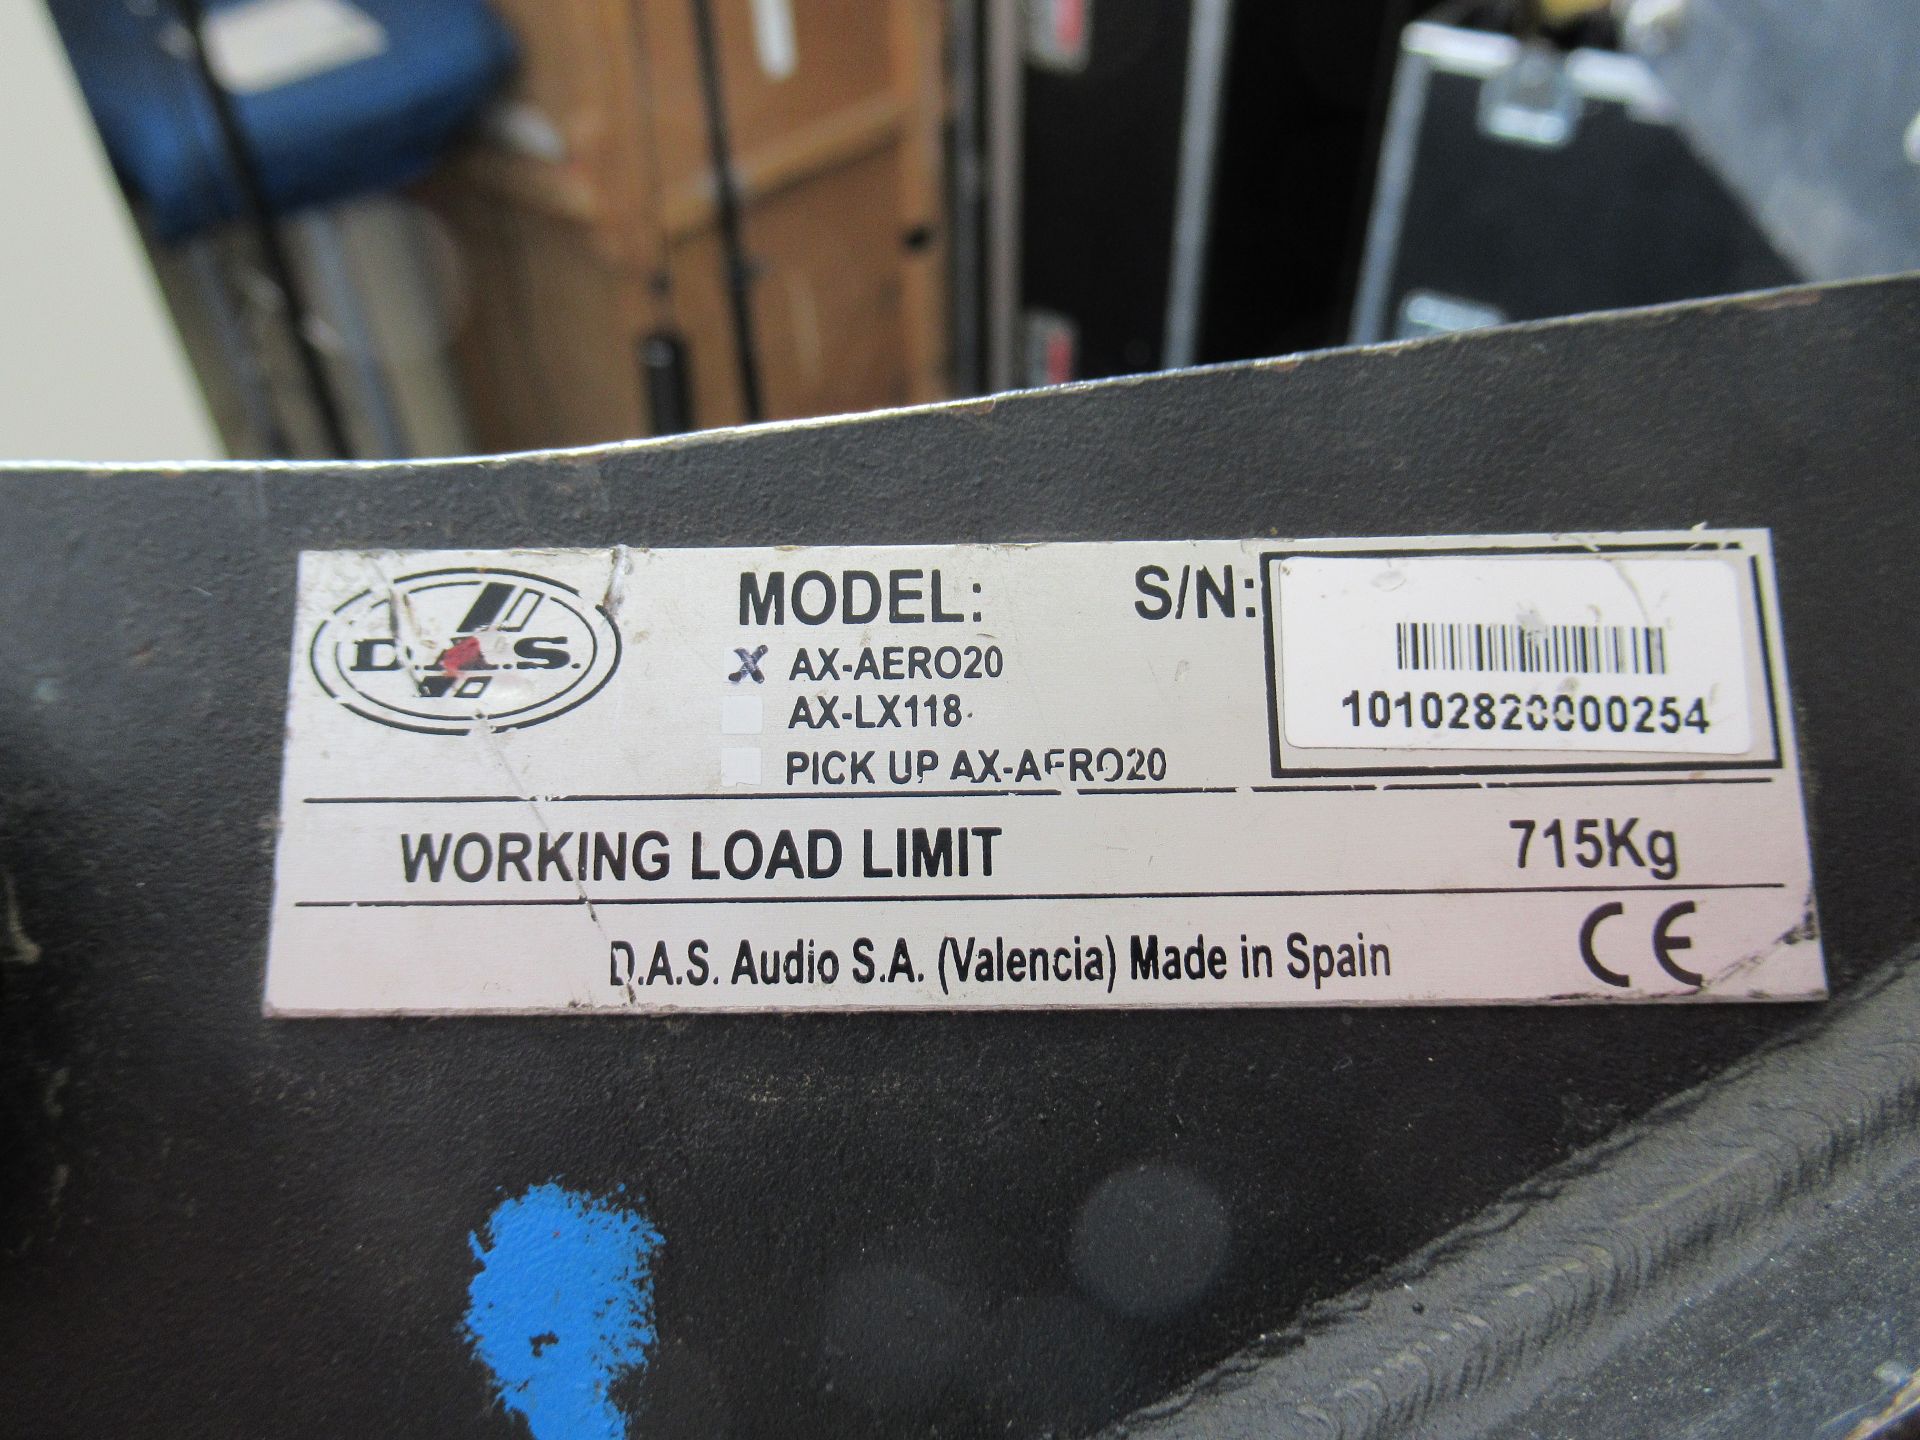 D.A.S.
MODEL: S/N:
X AX-AERO20
AX-LX118
PICK UP AX-AERO20
10102820000254
WORKING LOAD LIMIT 715Kg
D.A.S. Audio S.A. (Valencia) Made in Spain CE